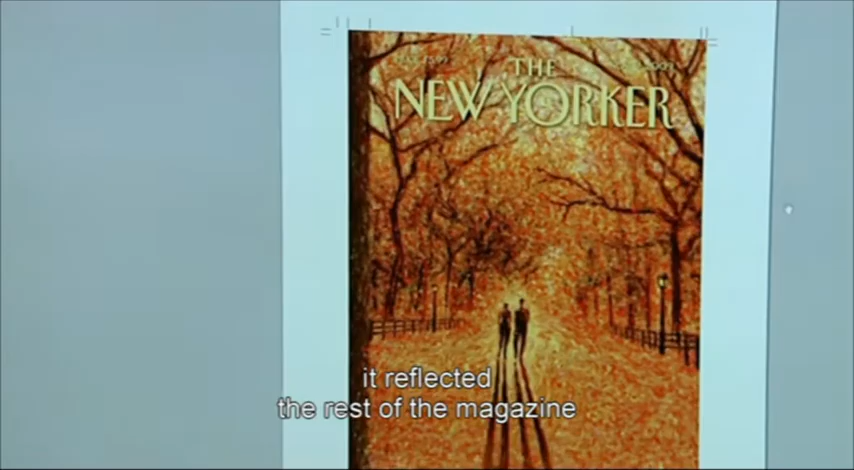 THE
NEW YORKER
it reflected
the rest of the magazine